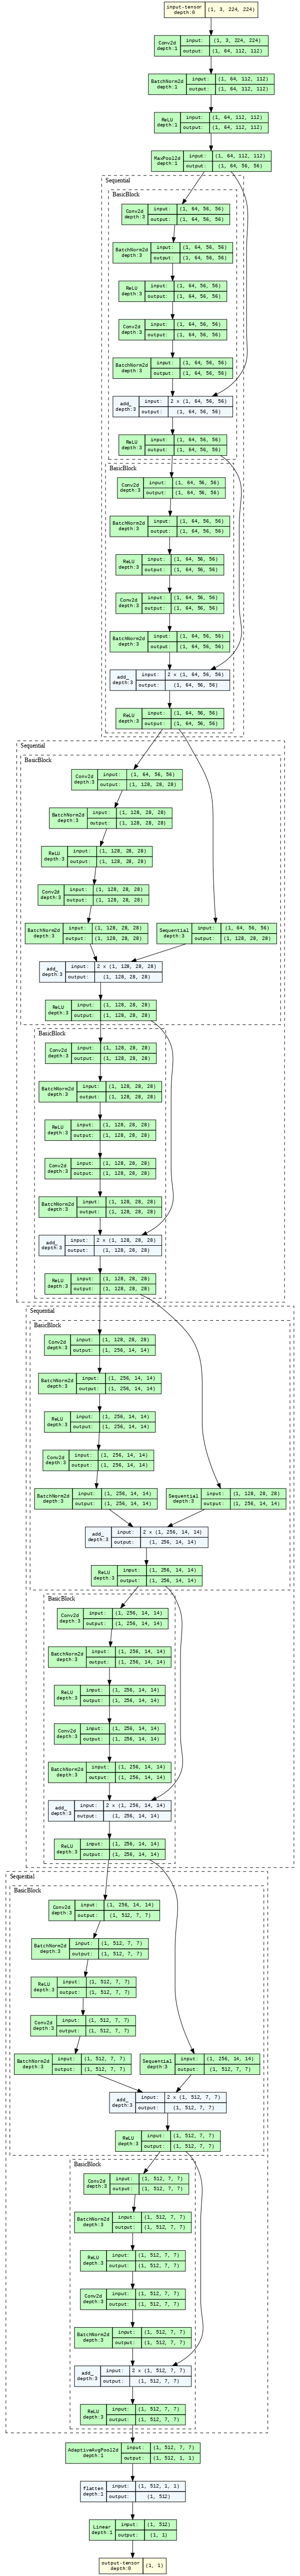 input-tensor
depth:0
(1, 3, 224, 224)
Conv2d
depth:1
input:
(1, 3, 224, 224)
output:
(1, 64, 112, 112)
BatchNorm2d
depth:1
input:
(1, 64, 112, 112)
output:
(1, 64, 112, 112)
ReLU
depth:1
input:
(1, 64, 112, 112)
output:
(1, 64, 112, 112)
MaxPool2d
depth:1
input:
(1, 64, 112, 112)
output:
(1, 64, 56, 56)
Sequential
BasicBlock
Conv2d
depth:3
input:
(1, 64, 56, 56)
output:
(1, 64, 56, 56)
BatchNorm2d
depth:3
input:
(1, 64, 56, 56)
output:
(1, 64, 56, 56)
ReLU
depth:3
input:
(1, 64, 56, 56)
output:
(1, 64, 56, 56)
Conv2d
depth:3
input:
(1, 64, 56, 56)
output:
(1, 64, 56, 56)
BatchNorm2d
depth:3
input:
(1, 64, 56, 56)
output:
(1, 64, 56, 56)
add_
depth:3
input:
2 x (1, 64, 56, 56)
output:
(1, 64, 56, 56)
ReLU
depth:3
input:
(1, 64, 56, 56)
output:
(1, 64, 56, 56)
BasicBlock
Conv2d
depth:3
input:
(1, 64, 56, 56)
output:
(1, 64, 56, 56)
BatchNorm2d
depth:3
input:
(1, 64, 56, 56)
output:
(1, 64, 56, 56)
ReLU
depth:3
input:
(1, 64, 56, 56)
output:
(1, 64, 56, 56)
Conv2d
depth:3
input:
(1, 64, 56, 56)
output:
(1, 64, 56, 56)
BatchNorm2d
depth:3
input:
(1, 64, 56, 56)
output:
(1, 64, 56, 56)
add_
depth:3
input:
2 x (1, 64, 56, 56)
output:
(1, 64, 56, 56)
ReLU
depth:3
input:
(1, 64, 56, 56)
output:
(1, 64, 56, 56)
Sequential
BasicBlock
Conv2d
depth:3
input:
(1, 64, 56, 56)
output:
(1, 128, 28, 28)
BatchNorm2d
depth:3
input:
(1, 128, 28, 28)
output:
(1, 128, 28, 28)
ReLU
depth:3
input:
(1, 128, 28, 28)
output:
(1, 128, 28, 28)
Conv2d
depth:3
input:
(1, 128, 28, 28)
output:
(1, 128, 28, 28)
BatchNorm2d
depth:3
input:
(1, 128, 28, 28)
output:
(1, 128, 28, 28)
Sequential
depth:3
input:
(1, 64, 56, 56)
output:
(1, 128, 28, 28)
add_
depth:3
input:
2 x (1, 128, 28, 28)
output:
(1, 128, 28, 28)
ReLU
depth:3
input:
(1, 128, 28, 28)
output:
(1, 128, 28, 28)
BasicBlock
Conv2d
depth:3
input:
(1, 128, 28, 28)
output:
(1, 128, 28, 28)
BatchNorm2d
depth:3
input:
(1, 128, 28, 28)
output:
(1, 128, 28, 28)
ReLU
depth:3
input:
(1, 128, 28, 28)
output:
(1, 128, 28, 28)
Conv2d
depth:3
input:
(1, 128, 28, 28)
output:
(1, 128, 28, 28)
BatchNorm2d
depth:3
input:
(1, 128, 28, 28)
output:
(1, 128, 28, 28)
add_
depth:3
input:
2 x (1, 128, 28, 28)
output:
(1, 128, 28, 28)
ReLU
depth:3
input:
(1, 128, 28, 28)
output:
(1, 128, 28, 28)
Sequential
BasicBlock
Conv2d
depth:3
input:
(1, 128, 28, 28)
output:
(1, 256, 14, 14)
BatchNorm2d
depth:3
input:
(1, 256, 14, 14)
output:
(1, 256, 14, 14)
ReLU
depth:3
input:
(1, 256, 14, 14)
output:
(1, 256, 14, 14)
Conv2d
depth:3
input:
(1, 256, 14, 14)
output:
(1, 256, 14, 14)
BatchNorm2d
depth:3
input:
(1, 256, 14, 14)
output:
(1, 256, 14, 14)
Sequential
depth:3
input:
(1, 128, 28, 28)
output:
(1, 256, 14, 14)
add_
depth:3
input:
2 x (1, 256, 14, 14)
output:
(1, 256, 14, 14)
ReLU
depth:3
input:
(1, 256, 14, 14)
output:
(1, 256, 14, 14)
BasicBlock
Conv2d
depth:3
input:
(1, 256, 14, 14)
output:
(1, 256, 14, 14)
BatchNorm2d
depth:3
input:
(1, 256, 14, 14)
output:
(1, 256, 14, 14)
ReLU
depth:3
input:
(1, 256, 14, 14)
output:
(1, 256, 14, 14)
Conv2d
depth:3
input:
(1, 256, 14, 14)
output:
(1, 256, 14, 14)
BatchNorm2d
depth:3
input:
(1, 256, 14, 14)
output:
(1, 256, 14, 14)
add_
depth:3
input:
2 x (1, 256, 14, 14)
output:
(1, 256, 14, 14)
ReLU
depth:3
input:
(1, 256, 14, 14)
output:
(1, 256, 14, 14)
Sequential
BasicBlock
Conv2d
depth:3
input:
(1, 256, 14, 14)
output:
(1, 512, 7, 7)
BatchNorm2d
depth:3
input:
(1, 512, 7, 7)
output:
(1, 512, 7, 7)
ReLU
depth:3
input:
(1, 512, 7, 7)
output:
(1, 512, 7, 7)
Conv2d
depth:3
input:
(1, 512, 7, 7)
output:
(1, 512, 7, 7)
BatchNorm2d
depth:3
input:
(1, 512, 7, 7)
output:
(1, 512, 7, 7)
Sequential
depth:3
input:
(1, 256, 14, 14)
output:
(1, 512, 7, 7)
add_
depth:3
input:
2 x (1, 512, 7, 7)
output:
(1, 512, 7, 7)
ReLU
depth:3
input:
(1, 512, 7, 7)
output:
(1, 512, 7, 7)
BasicBlock
Conv2d
depth:3
input:
(1, 512, 7, 7)
output:
(1, 512, 7, 7)
BatchNorm2d
depth:3
input:
(1, 512, 7, 7)
output:
(1, 512, 7, 7)
ReLU
depth:3
input:
(1, 512, 7, 7)
output:
(1, 512, 7, 7)
Conv2d
depth:3
input:
(1, 512, 7, 7)
output:
(1, 512, 7, 7)
BatchNorm2d
depth:3
input:
(1, 512, 7, 7)
output:
(1, 512, 7, 7)
add_
depth:3
input:
2 x (1, 512, 7, 7)
output:
(1, 512, 7, 7)
ReLU
depth:3
input:
(1, 512, 7, 7)
output:
(1, 512, 7, 7)
AdaptiveAvgPool2d
depth:1
input:
(1, 512, 7, 7)
output:
(1, 512, 1, 1)
flatten
depth:1
input:
(1, 512, 1, 1)
output:
(1, 512)
Linear
depth:1
input:
(1, 512)
output:
(1, 1)
output-tensor
depth:0
(1, 1)